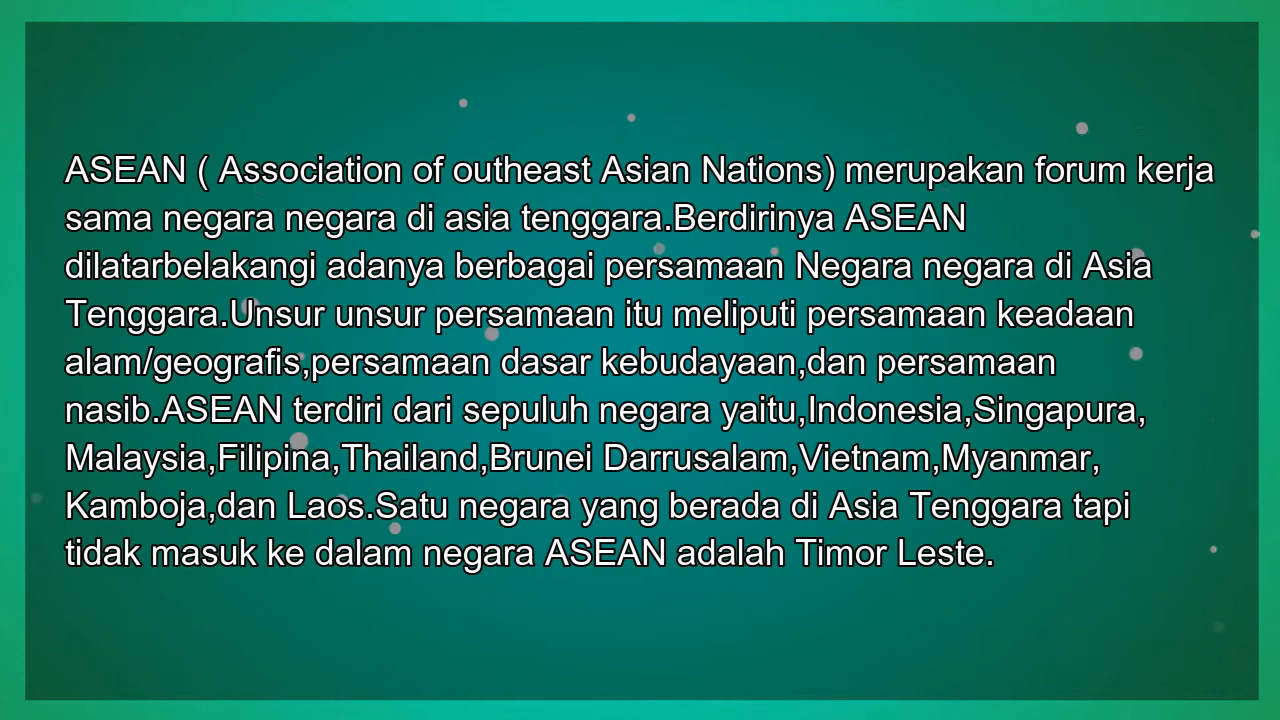 ASEAN ( Association of outheast Asian Nations) merupakan forum kerja
sama negara negara di asia tenggara.Berdirinya ASEAN
dilatarbelakangi adanya berbagai persamaan Negara negara di Asia
Tenggara.Unsur unsur persamaan itu meliputi persamaan keadaan
alam/geografis,persamaan dasar kebudayaan,dan persamaan
nasib.ASEAN terdiri dari sepuluh negara yaitu,Indonesia,Singapura,
Malaysia,Filipina,Thailand,Brunei Darrusalam,Vietnam,Myanmar,
Kamboja,dan Laos.Satu negara yang berada di Asia Tenggara tapi
tidak masuk ke dalam negara ASEAN adalah Timor Leste.